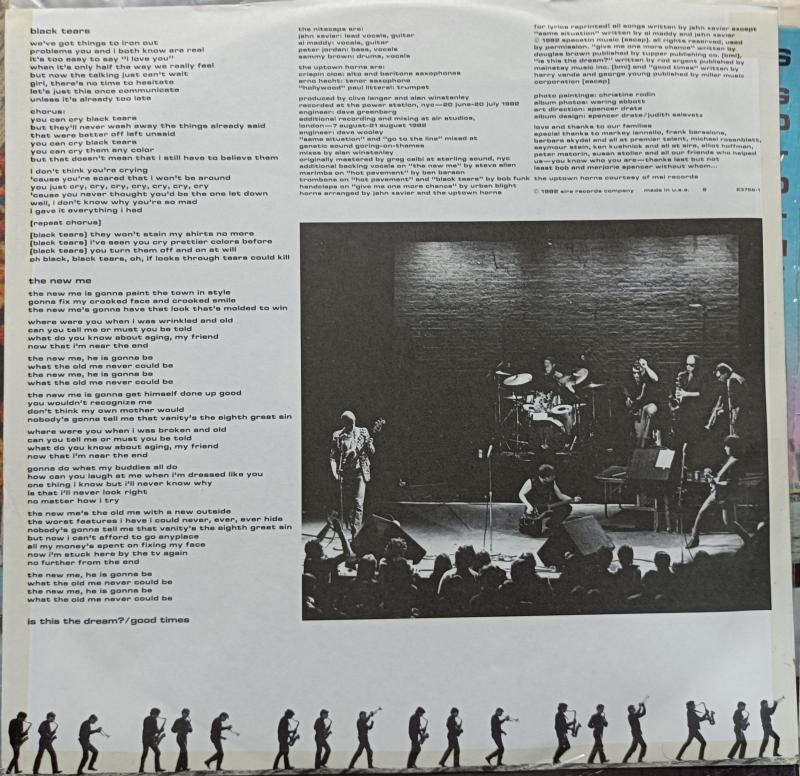 black tears
we've got things to iron out
problems you and i both know are real
it's too easy to say "i love you"
when it's only half the way we really feel
but now the talking just can't wait
girl, there's no time to hesitate
let's just this once communicate
unless it's already too late
chorus:
you can cry black tears
but they'll never wash away the things already said
that were better off left unsaid
you can cry black tears
you can cry them any color
but that doesn't mean that i still have to believe them
i don't think you're crying
'cause you're scared that i won't be around
you just cry, cry, cry, cry, cry, cry, cry
'cause you never thought you'd be the one let down
well, i don't know why you're so mad
i gave it everything i had
[repeat chorus]
[black tears] they won't stain my shirts no more
[black tears] i've seen you cry prettier colors before
[black tears] you turn them off and on at will
oh black, black tears, oh, if looks through tears could kill
the new me
the new me is gonna paint the town in style
gonna fix my crooked face and crooked smile
the new me's gonna have that look that's molded to win
where were you when i was wrinkled and old
can you tell me or must you be told
what do you know about aging, my friend
now that i'm near the end
the new me, he is gonna be
what the old me never could be
the new me, he is gonna be
what the old me never could be
the new me is gonna get himself done up good
you wouldn't recognize me
don't think my own mother would
nobody's gonna tell me that vanity's the eighth great sin
where were you when i was broken and old
can you tell me or must you be told
what do you know about aging, my friend
now that i'm near the end
gonna do what my buddies all do
how can you laugh at me when i'm dressed like you
one thing i know but i'll never know why
is that i'll never look right
no matter how i try
the new me's the old me with a new outside
the worst features i have i could never, ever, ever hide
nobody's gonna tell me that vanity's the eighth great sin
but now i can't afford to go anyplace
all my money's spent on fixing my face
now i'm stuck here by the tv again
no further from the end
the new me, he is gonna be
what the old me never could be
the new me, he is gonna be
what the old me never could be
is this the dream?/good times
the nitecaps are:
john xavier: lead vocals, guitar
al maddy: vocals, guitar
peter jordan: bass, vocals
sammy brown: drums, vocals
the uptown horns are:
crispin cioe: alto and baritone saxophones
arno hecht: tenor saxophone
"hollywood" paul litteral: trumpet
produced by clive langer and alan winstanley
recorded at the power station, nyc—20 june-20 july 1982
engineer: dave greenberg
additional recording and mixing at air studios,
london—7 august-21 august 1982
engineer: dave wooley
"same situation" and "go to the line" mixed at
genetic sound goring-on-thames
mixes by alan winstanley
originally mastered by greg calbi at sterling sound, nyc
additional backing vocals on "the new me" by steve allen
marimba on "hot pavement" by ben barson
trombone on "hot pavement" and "black tears" by bob funk
handclaps on "give me one more chance" by urban blight
horns arranged by john xavier and the uptown horns
for lyrics reprinted: all songs written by john xavier except
"same situation" written by al maddy and john xavier
© 1982 spacetin music [ascap]. all rights reserved, used
by permission. "give me one more chance" written by
douglas brown published by tupper publishing co. [bmi].
"is this the dream?" written by rod argent published by
mainstay music inc. [bmi] and "good times" written by
harry vanda and george young published by miller music
corporation [ascap]
photo paintings: christine rodin
album photos: waring abbott
art direction: spencer drate
album design: spencer drate/judith salavetz
love and thanks to our families
special thanks to markey iannello, frank barsalona,
barbara skydel and all at premier talent, michael rosenblatt,
seymour stein, ken kushnick and all at sire, elliot hoffman,
peter matorin, susan stoller and all our friends who helped
us—you know who you are—thanks last but not
least bob and marjorie spencer without whom...
the uptown horns courtesy of msi records
© 1982 sire records company made in u.s.a. 9 23756-1